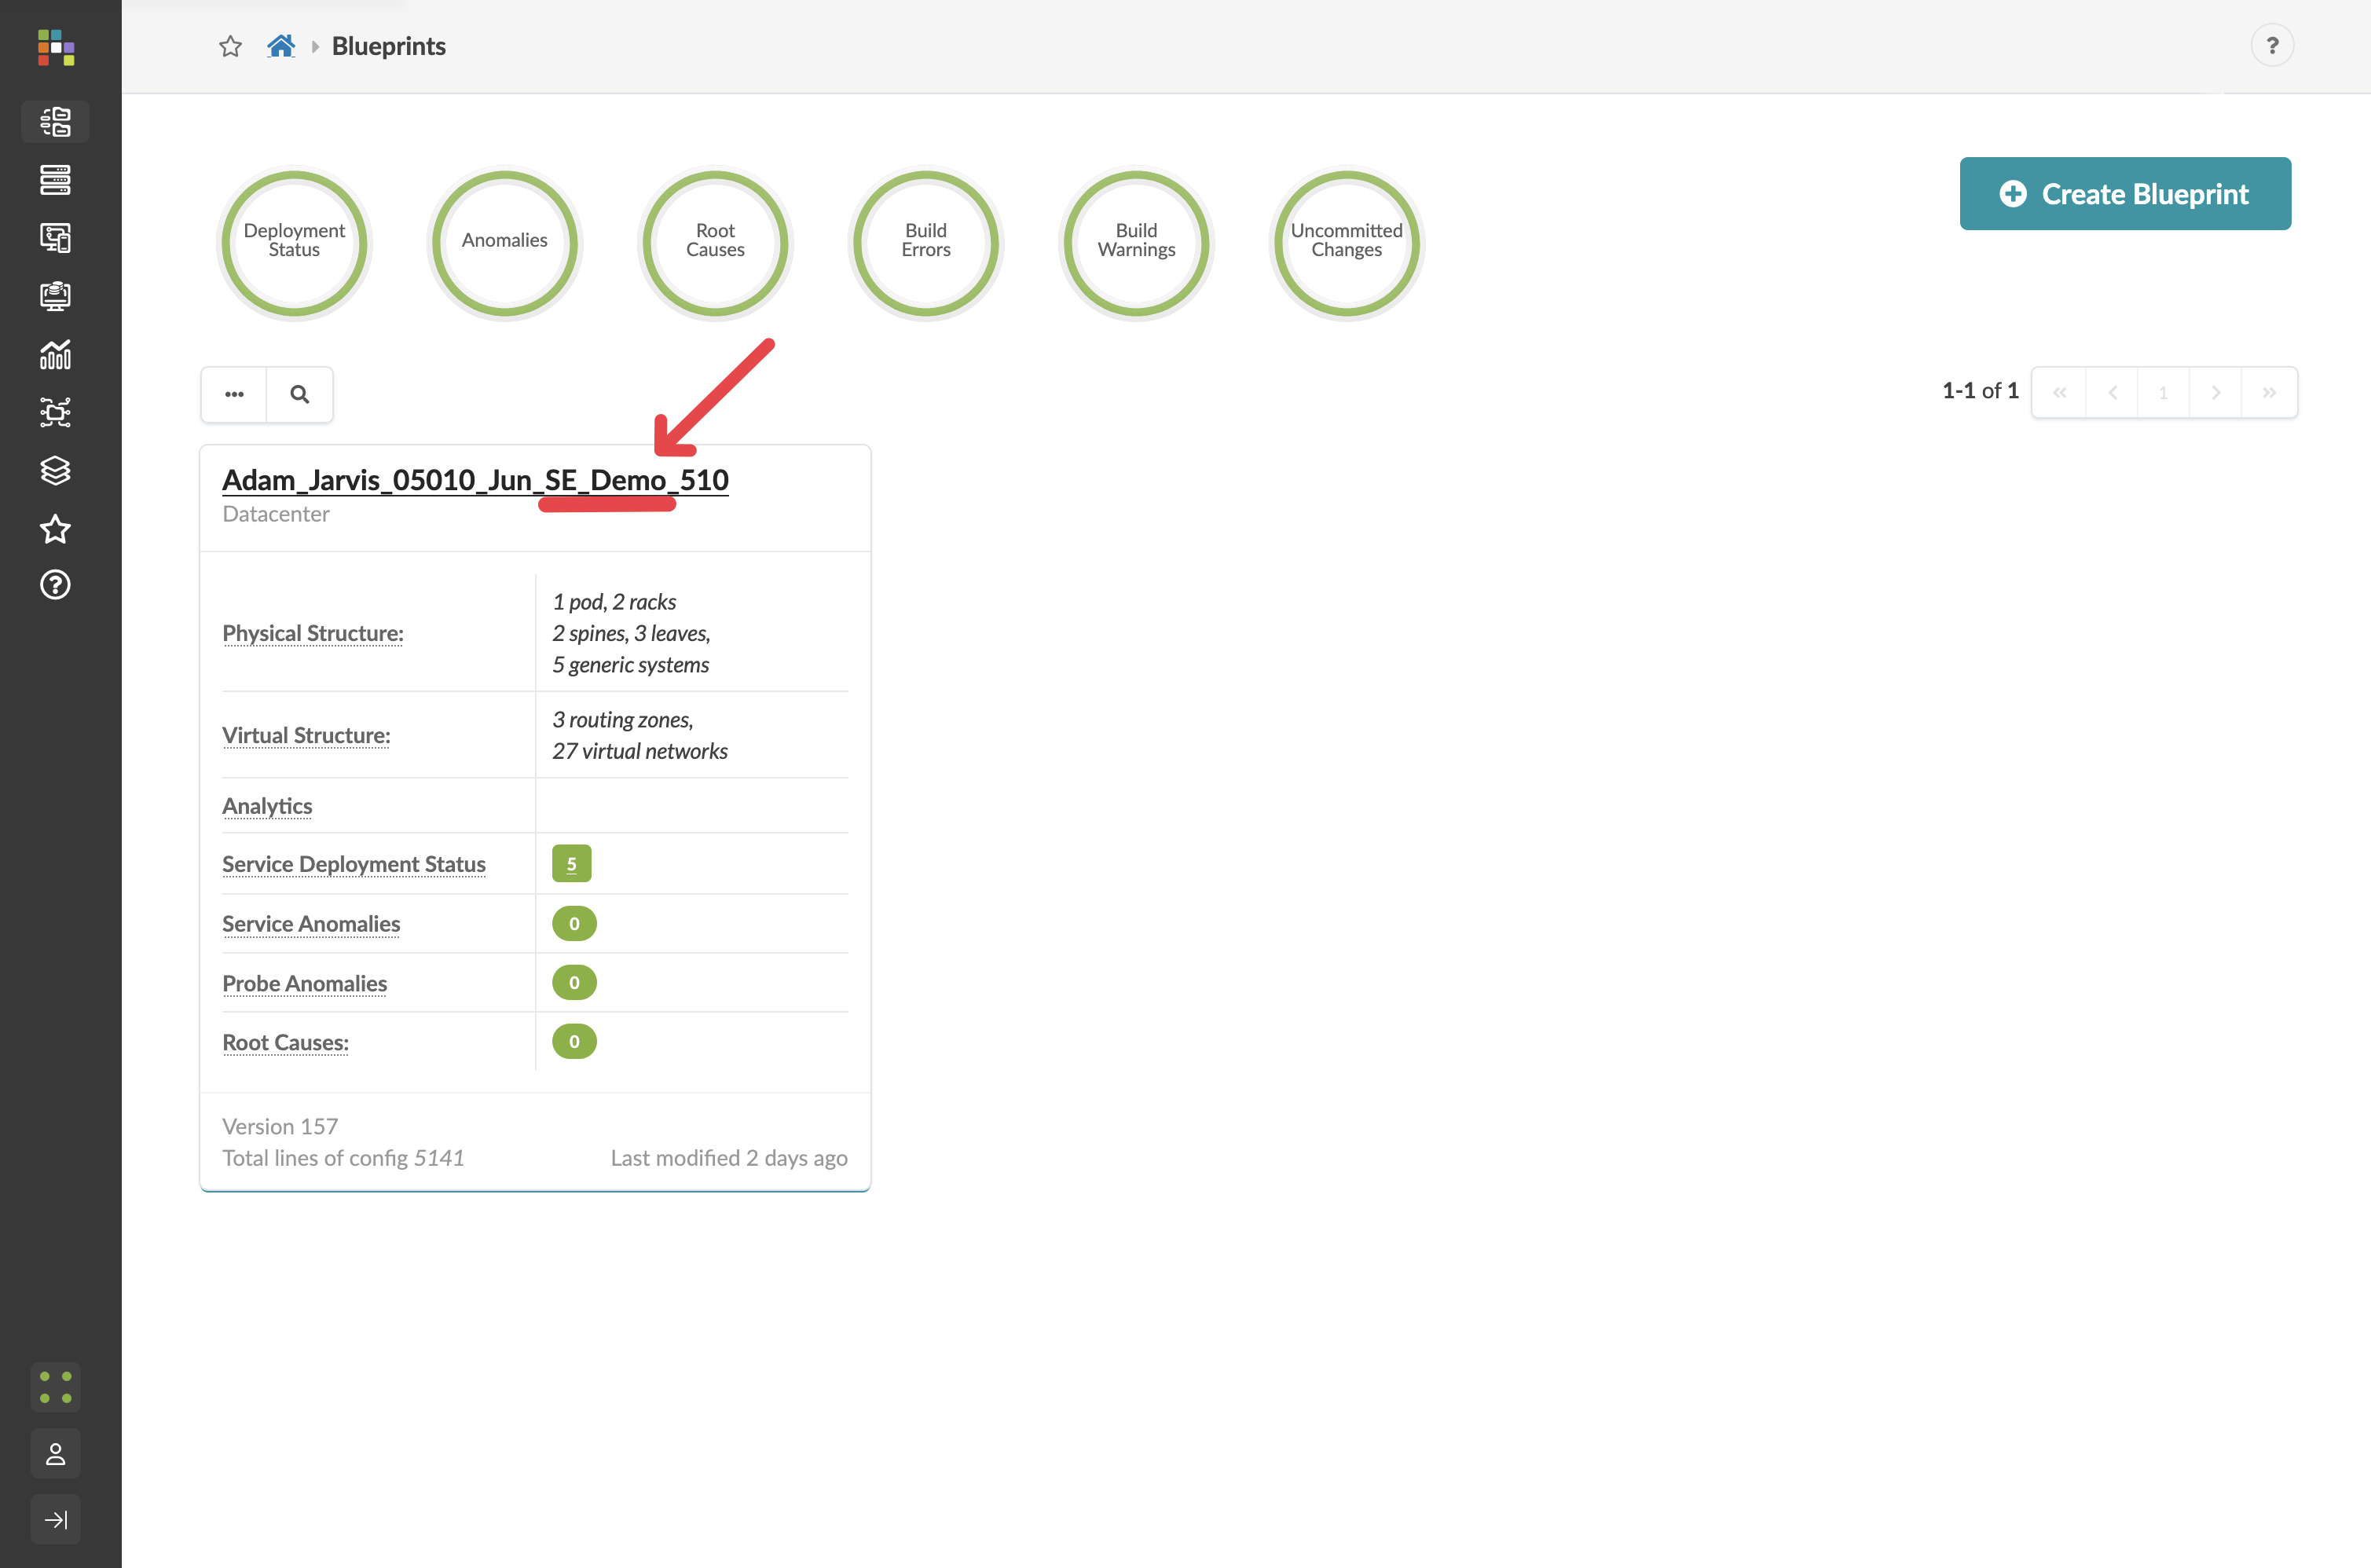 Blueprints
?
Deployment
Status
Anomalies
Root
Causes
Build
Errors
Build
Warnings
Uncommitted
Changes
Create Blueprint
1-1 of 1
1
Adam_Jarvis_05010_Jun_SE_Demo_510
Datacenter
Physical Structure:
1 pod, 2 racks
2 spines, 3 leaves,
5 generic systems
Virtual Structure:
3 routing zones,
27 virtual networks
Analytics
Service Deployment Status 5
Service Anomalies 0
Probe Anomalies 0
Root Causes: 0
Version 157
Total lines of config 5141 Last modified 2 days ago